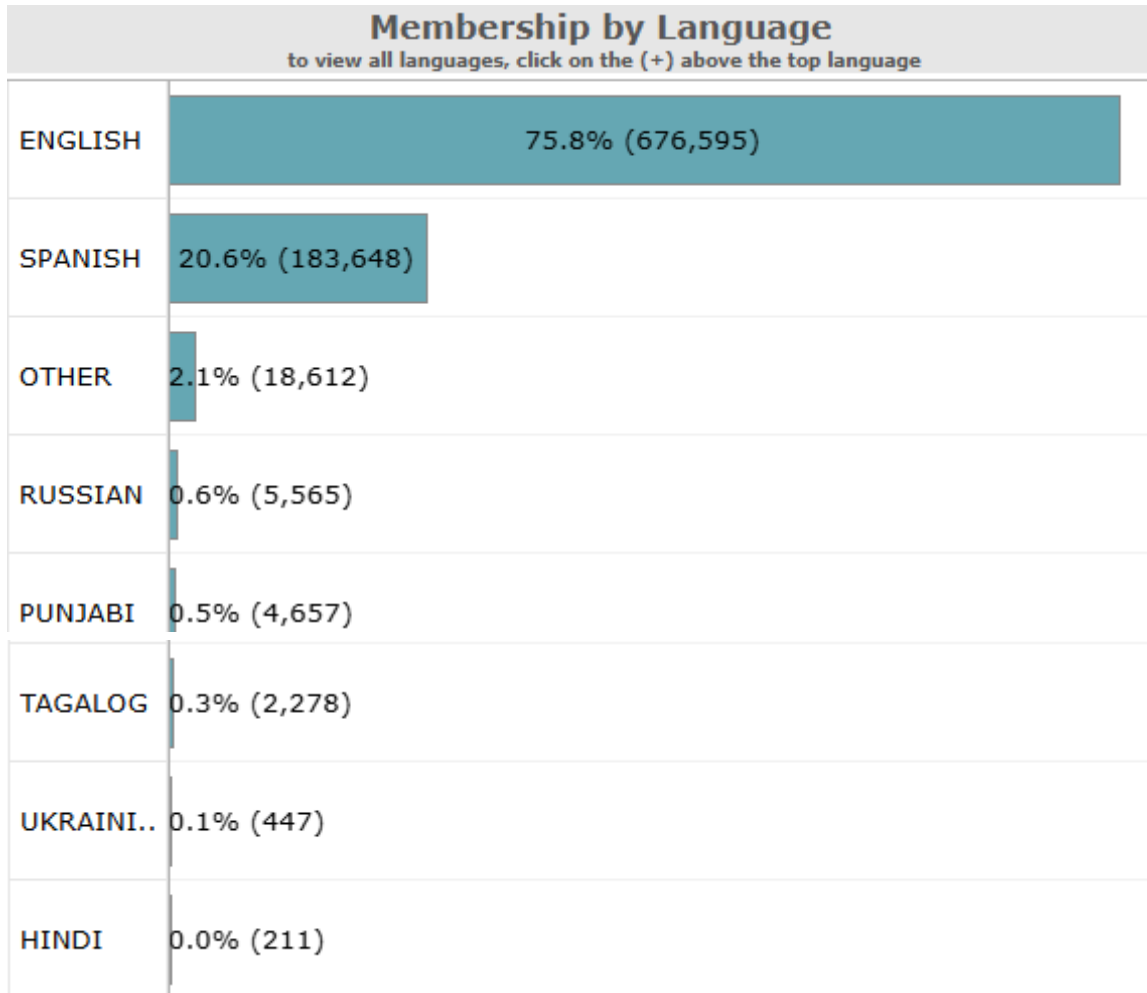 Membership by Language
to view all languages, click on the (+) above the top language
ENGLISH 75.8% (676,595)
SPANISH 20.6% (183,648)
OTHER 2.1% (18,612)
RUSSIAN 0.6% (5,565)
PUNJABI 0.5% (4,657)
TAGALOG 0.3% (2,278)
UKRAINI.. 0.1% (447)
HINDI 0.0% (211)